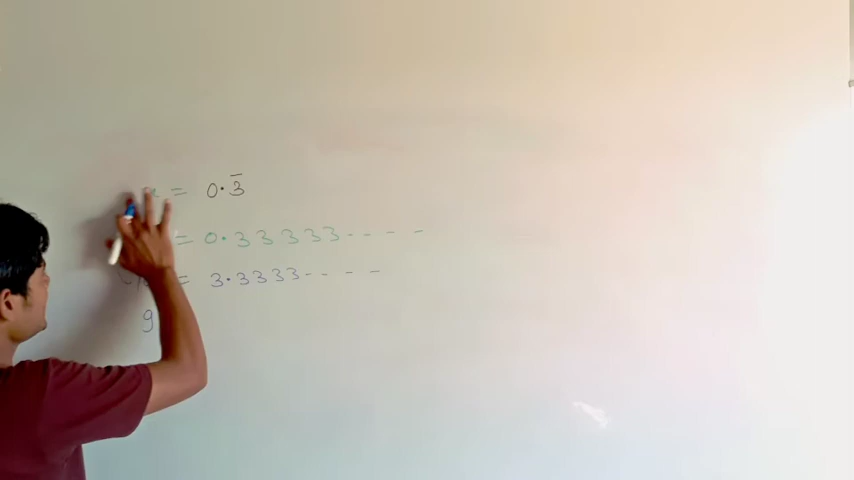 x = 0.3̅
= 0.33333----
= 3.3333----
9